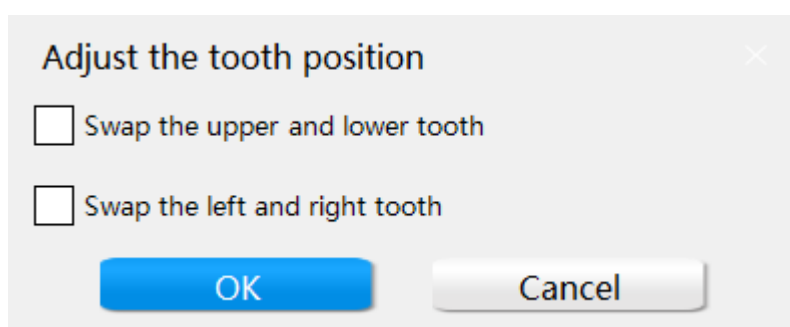 Adjust the tooth position
Swap the upper and lower tooth
Swap the left and right tooth
OK
Cancel